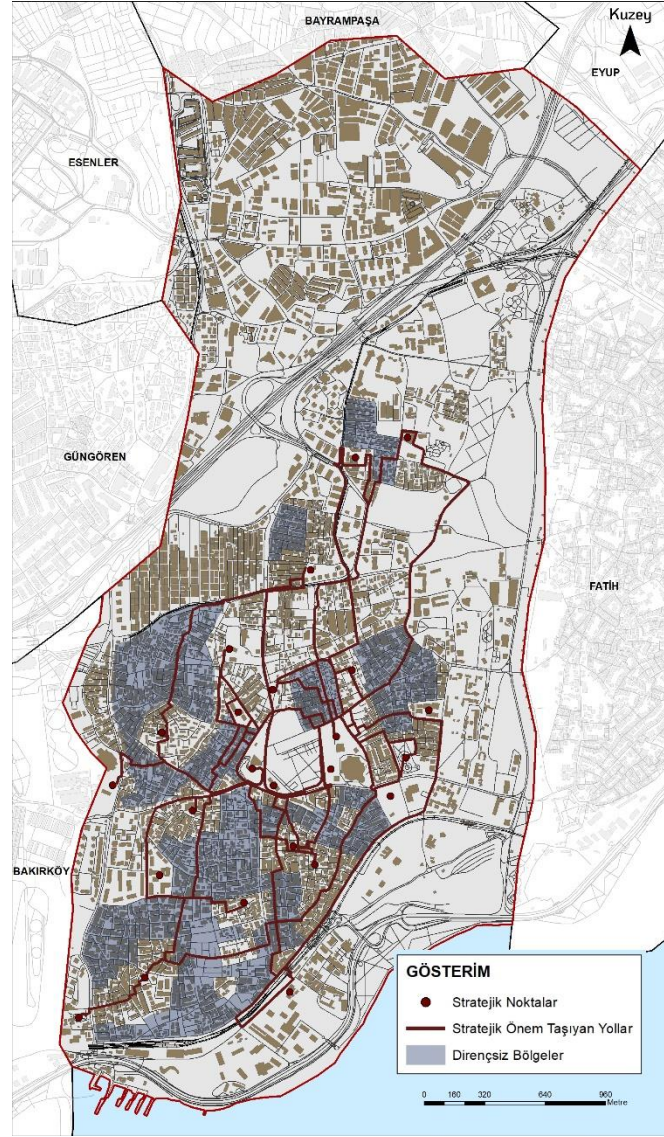 Kuzey
BAYRAMPAŞA
EYUP
ESENLER
GÜNGÖREN
FATİH
BAKIRKÖY
GÖSTERİM
Stratejik Noktalar
Stratejik Önem Taşıyan Yollar
Dirençsiz Bölgeler
0 160 320 640 960
Metre